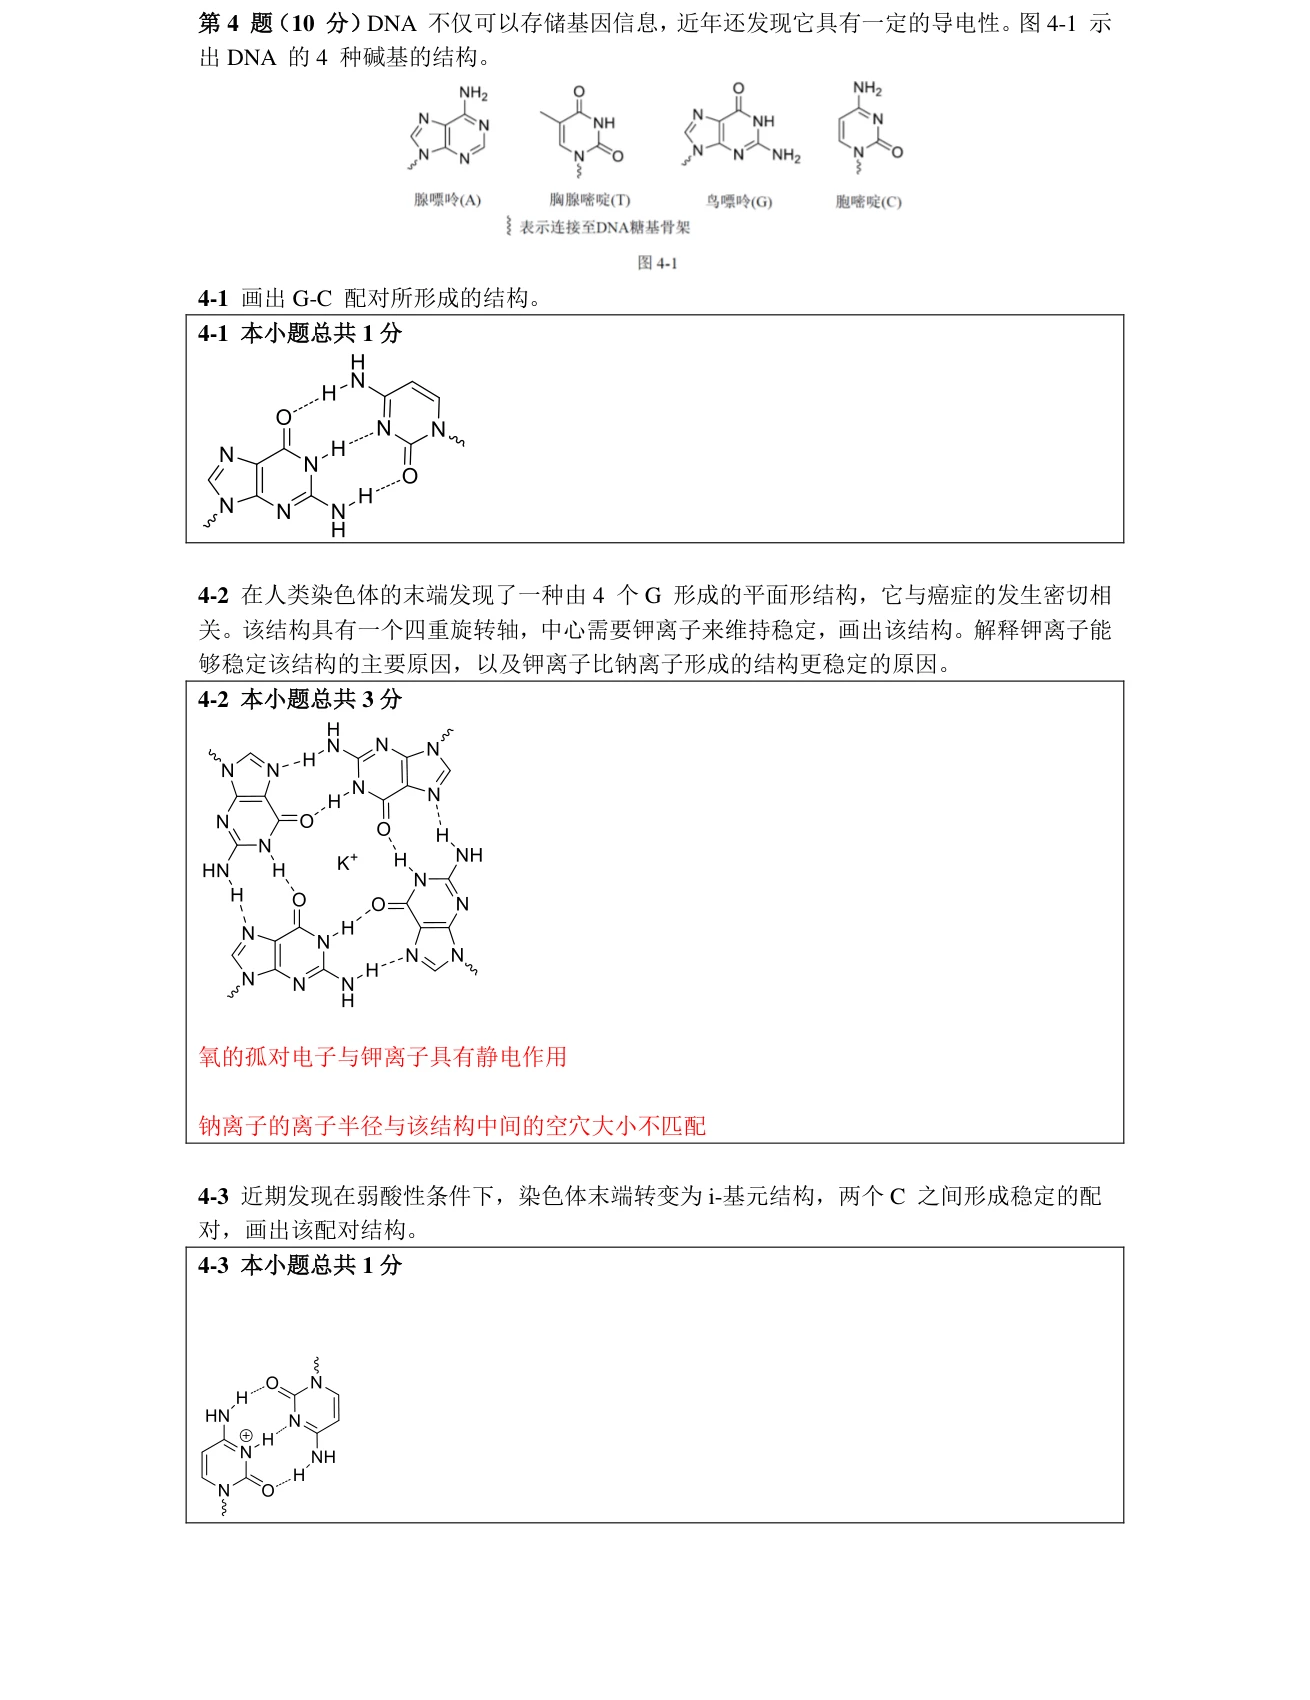 第 4 题（10 分）DNA 不仅可以存储基因信息，近年还发现它具有一定的导电性。图 4-1 示
出 DNA 的 4 种碱基的结构。
NH2 N N N N
O NH N O
O N NH N N NH2
NH2 N N O
腺嘌呤(A) 胸腺嘧啶(T) 鸟嘌呤(G) 胞嘧啶(C)
表示连接至DNA糖基骨架
图 4-1
4-1 画出 G-C 配对所形成的结构。
4-1 本小题总共 1 分
H
H N
O
N H N N
N O
N N N H
H
4-2 在人类染色体的末端发现了一种由 4 个 G 形成的平面形结构，它与癌症的发生密切相
关。该结构具有一个四重旋转轴，中心需要钾离子来维持稳定，画出该结构。解释钾离子能
够稳定该结构的主要原因，以及钾离子比钠离子形成的结构更稳定的原因。
4-2 本小题总共 3 分
H
N N N
N N H
H N N
N O O
N H
HN H H NH
K+ N
H O O N
N N H
N N N H N N
H
氧的孤对电子与钾离子具有静电作用
钠离子的离子半径与该结构中间的空穴大小不匹配
4-3 近期发现在弱酸性条件下，染色体末端转变为 i-基元结构，两个 C 之间形成稳定的配
对，画出该配对结构。
4-3 本小题总共 1 分
O N
H
HN N
⊕ H
N NH
H
N O